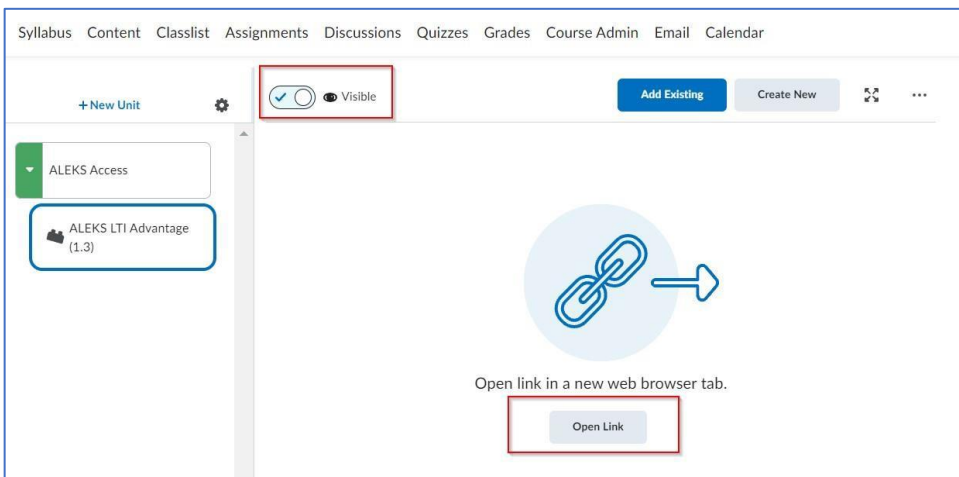 Syllabus Content Classlist Assignments Discussions Quizzes Grades Course Admin Email Calendar
+ New Unit
Visible
Add Existing
Create New
ALEKS Access
ALEKS LTI Advantage
(1.3)
Open link in a new web browser tab.
Open Link